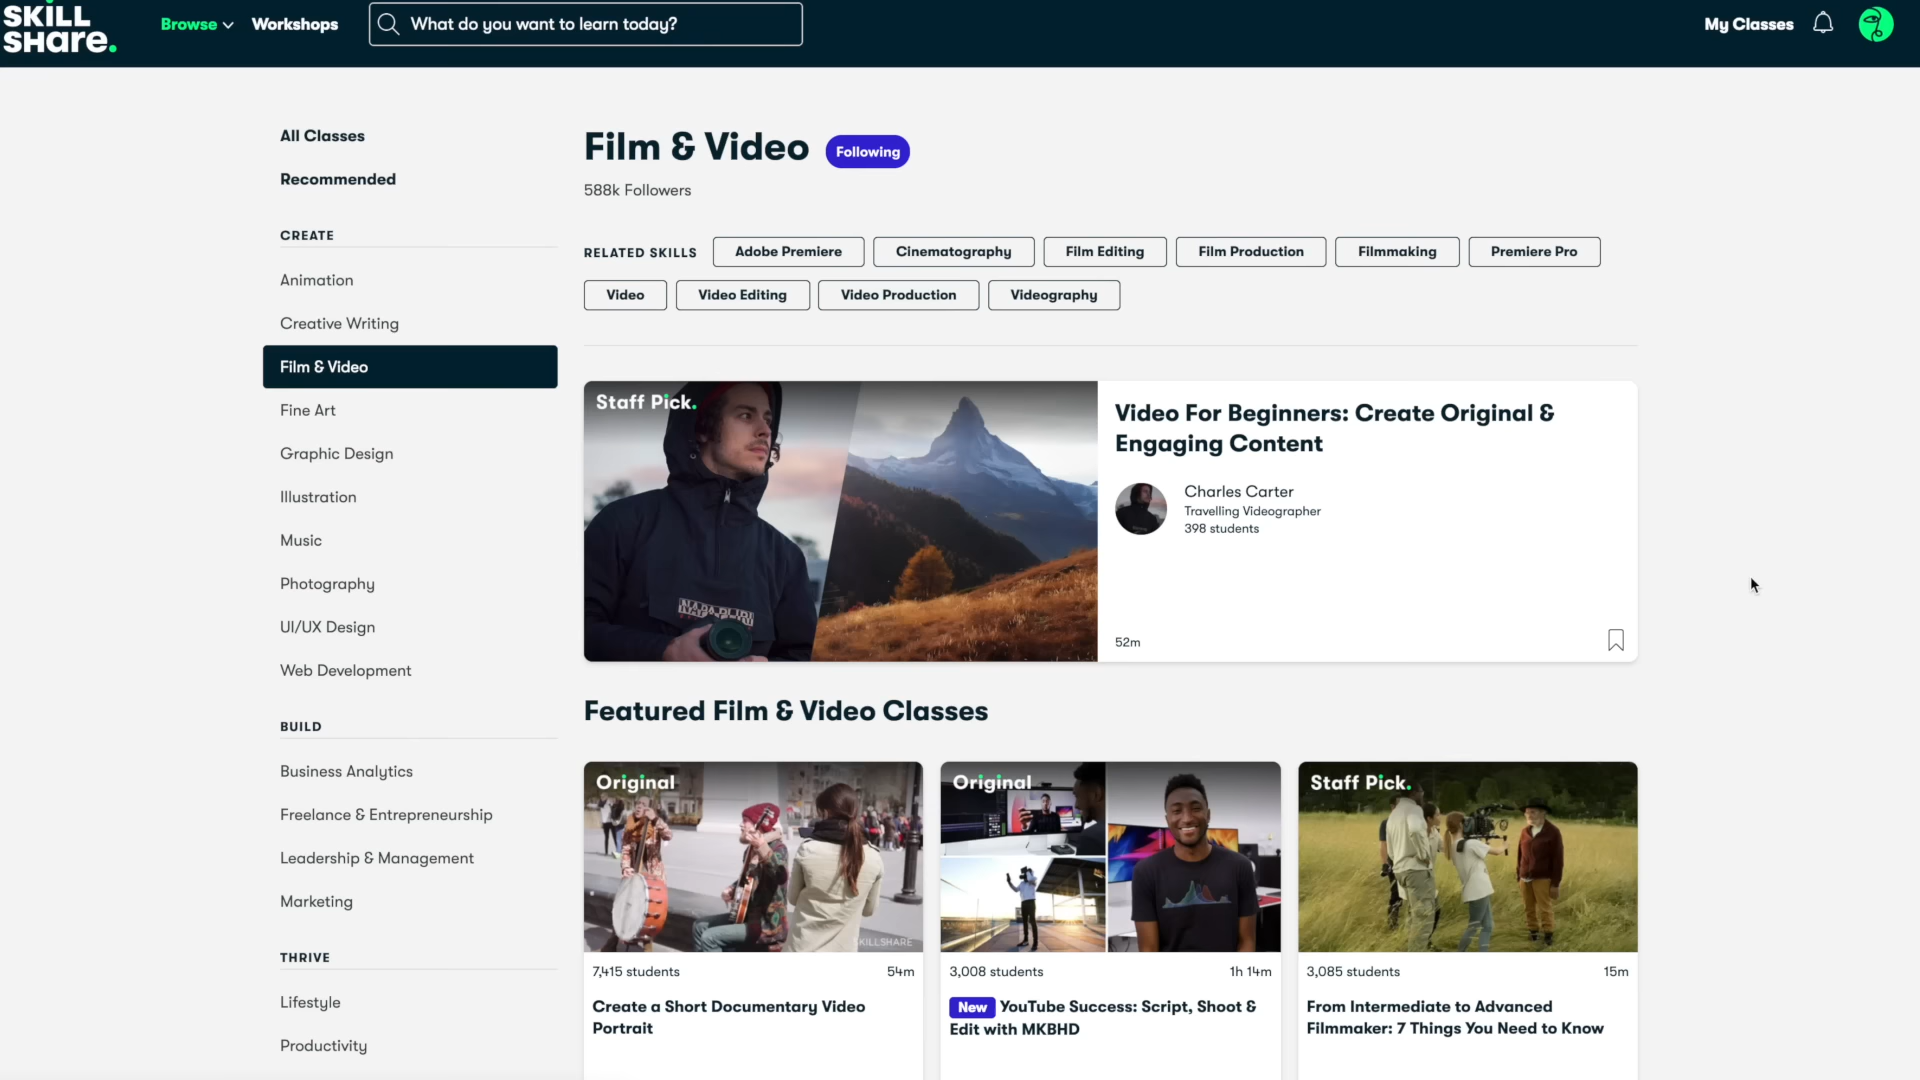 SKILL
SHARE.
Browse
Workshops
What do you want to learn today?
My Classes
All Classes
Recommended
CREATE
Animation
Creative Writing
Film & Video
Fine Art
Graphic Design
Illustration
Music
Photography
UI/UX Design
Web Development
BUILD
Business Analytics
Freelance & Entrepreneurship
Leadership & Management
Marketing
THRIVE
Lifestyle
Productivity
Film & Video
Following
588k Followers
RELATED SKILLS
Adobe Premiere
Cinematography
Film Editing
Film Production
Filmmaking
Premiere Pro
Video
Video Editing
Video Production
Videography
Staff Pick.
NAPAPIJRI
Video For Beginners: Create Original &
Engaging Content
Charles Carter
Travelling Videographer
398 students
52m
Featured Film & Video Classes
Original
SKILLSHARE
7,415 students
54m
Create a Short Documentary Video
Portrait
Original
3,008 students
1h 14m
New YouTube Success: Script, Shoot &
Edit with MKBHD
Staff Pick.
3,085 students
15m
From Intermediate to Advanced
Filmmaker: 7 Things You Need to Know